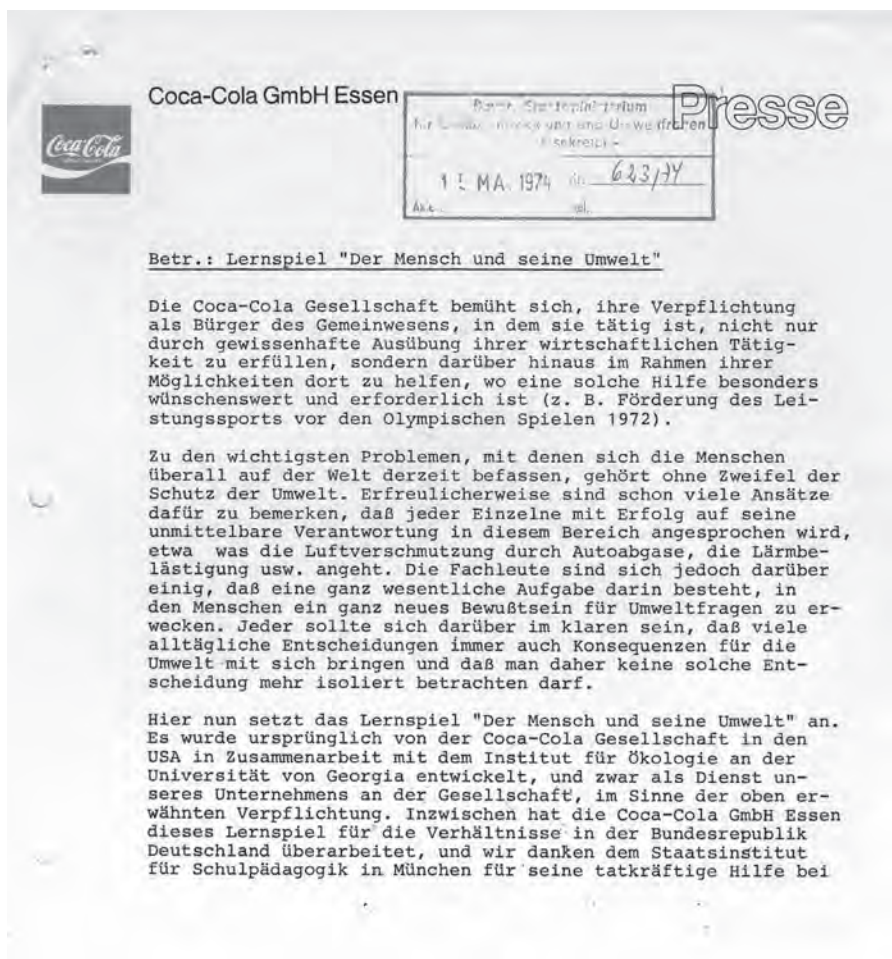 Coca-Cola GmbH Essen
Presse
Coca-Cola
Umweltfragen
1974 623/74
Betr.: Lernspiel "Der Mensch und seine Umwelt"
Die Coca-Cola Gesellschaft bemüht sich, ihre Verpflichtung
als Bürger des Gemeinwesens, in dem sie tätig ist, nicht nur
durch gewissenhafte Ausübung ihrer wirtschaftlichen Tätig-
keit zu erfüllen, sondern darüber hinaus im Rahmen ihrer
Möglichkeiten dort zu helfen, wo eine solche Hilfe besonders
wünschenswert und erforderlich ist (z. B. Förderung des Lei-
stungssports vor den Olympischen Spielen 1972).
Zu den wichtigsten Problemen, mit denen sich die Menschen
überall auf der Welt derzeit befassen, gehört ohne Zweifel der
Schutz der Umwelt. Erfreulicherweise sind schon viele Ansätze
dafür zu bemerken, daß jeder Einzelne mit Erfolg auf seine
unmittelbare Verantwortung in diesem Bereich angesprochen wird,
etwa was die Luftverschmutzung durch Autoabgase, die Lärmbe-
lästigung usw. angeht. Die Fachleute sind sich jedoch darüber
einig, daß eine ganz wesentliche Aufgabe darin besteht, in
den Menschen ein ganz neues Bewußtsein für Umweltfragen zu er-
wecken. Jeder sollte sich darüber im klaren sein, daß viele
alltägliche Entscheidungen immer auch Konsequenzen für die
Umwelt mit sich bringen und daß man daher keine solche Ent-
scheidung mehr isoliert betrachten darf.
Hier nun setzt das Lernspiel "Der Mensch und seine Umwelt" an.
Es wurde ursprünglich von der Coca-Cola Gesellschaft in den
USA in Zusammenarbeit mit dem Institut für Ökologie an der
Universität von Georgia entwickelt, und zwar als Dienst un-
seres Unternehmens an der Gesellschaft, im Sinne der oben er-
wähnten Verpflichtung. Inzwischen hat die Coca-Cola GmbH Essen
dieses Lernspiel für die Verhältnisse in der Bundesrepublik
Deutschland überarbeitet, und wir danken dem Staatsinstitut
für Schulpädagogik in München für seine tatkräftige Hilfe bei